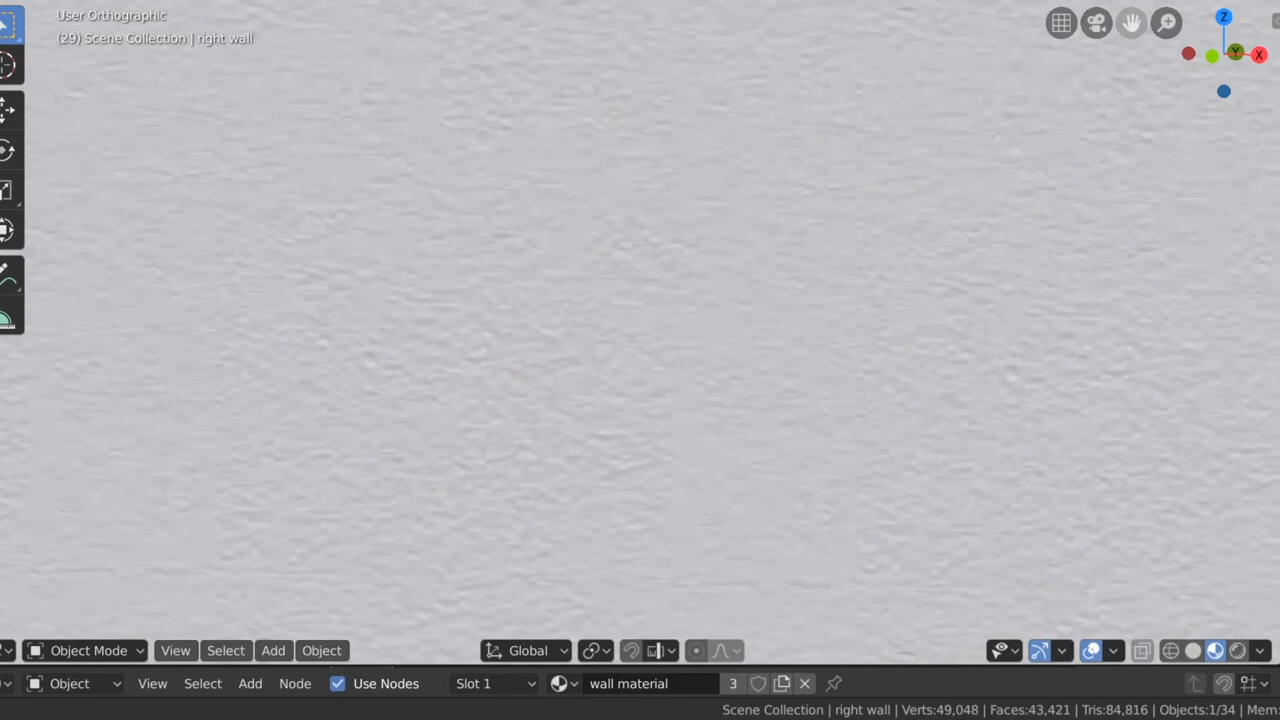 User Orthographic
(29) Scene Collection | right wall
Z
Y
X
Object Mode View Select Add Object Global
Object View Select Add Node Use Nodes Slot 1 wall material 3
Scene Collection | right wall | Verts:49,048 | Faces:43,421 | Tris:84,816 | Objects:1/34 | Mem: